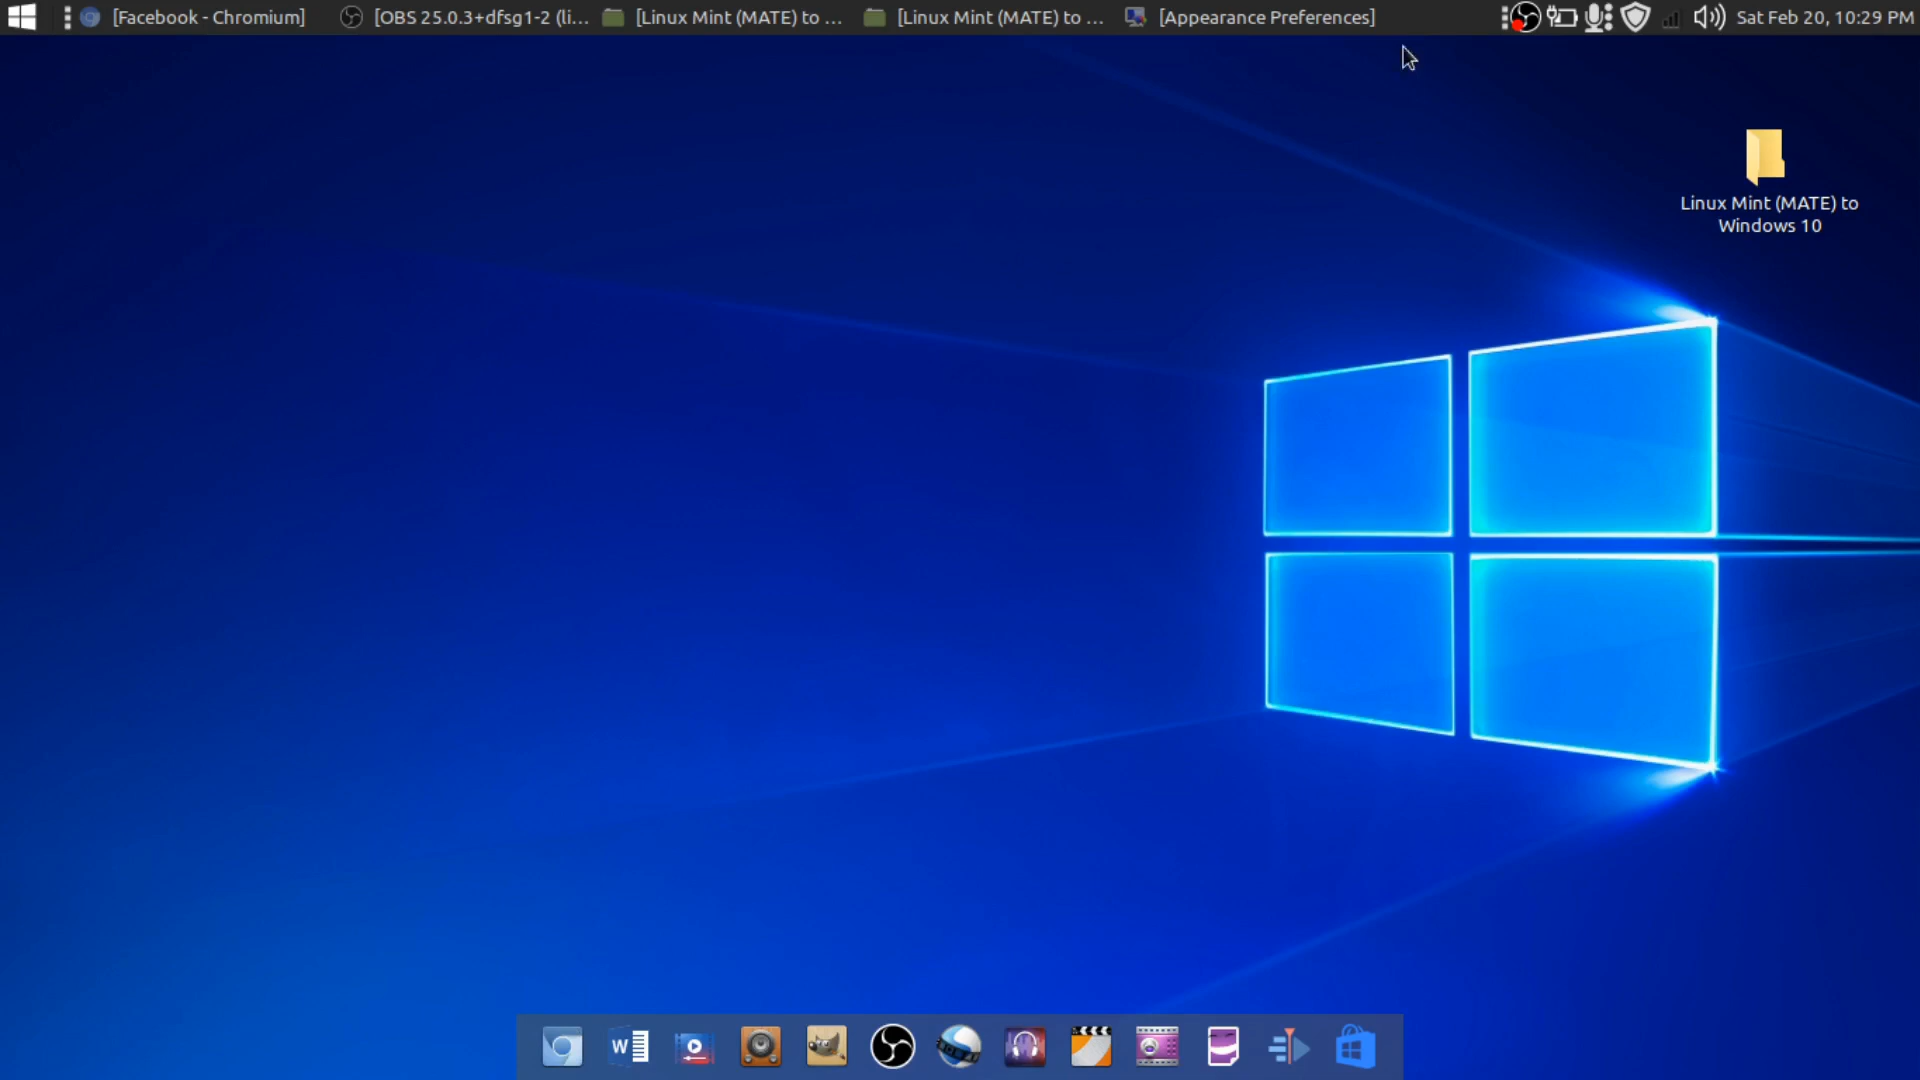 [Facebook - Chromium] [OBS 25.0.3+dfsg1-2 (li... [Linux Mint (MATE) to ... [Linux Mint (MATE) to ... [Appearance Preferences] Sat Feb 20, 10:29 PM
Linux Mint (MATE) to
Windows 10
W